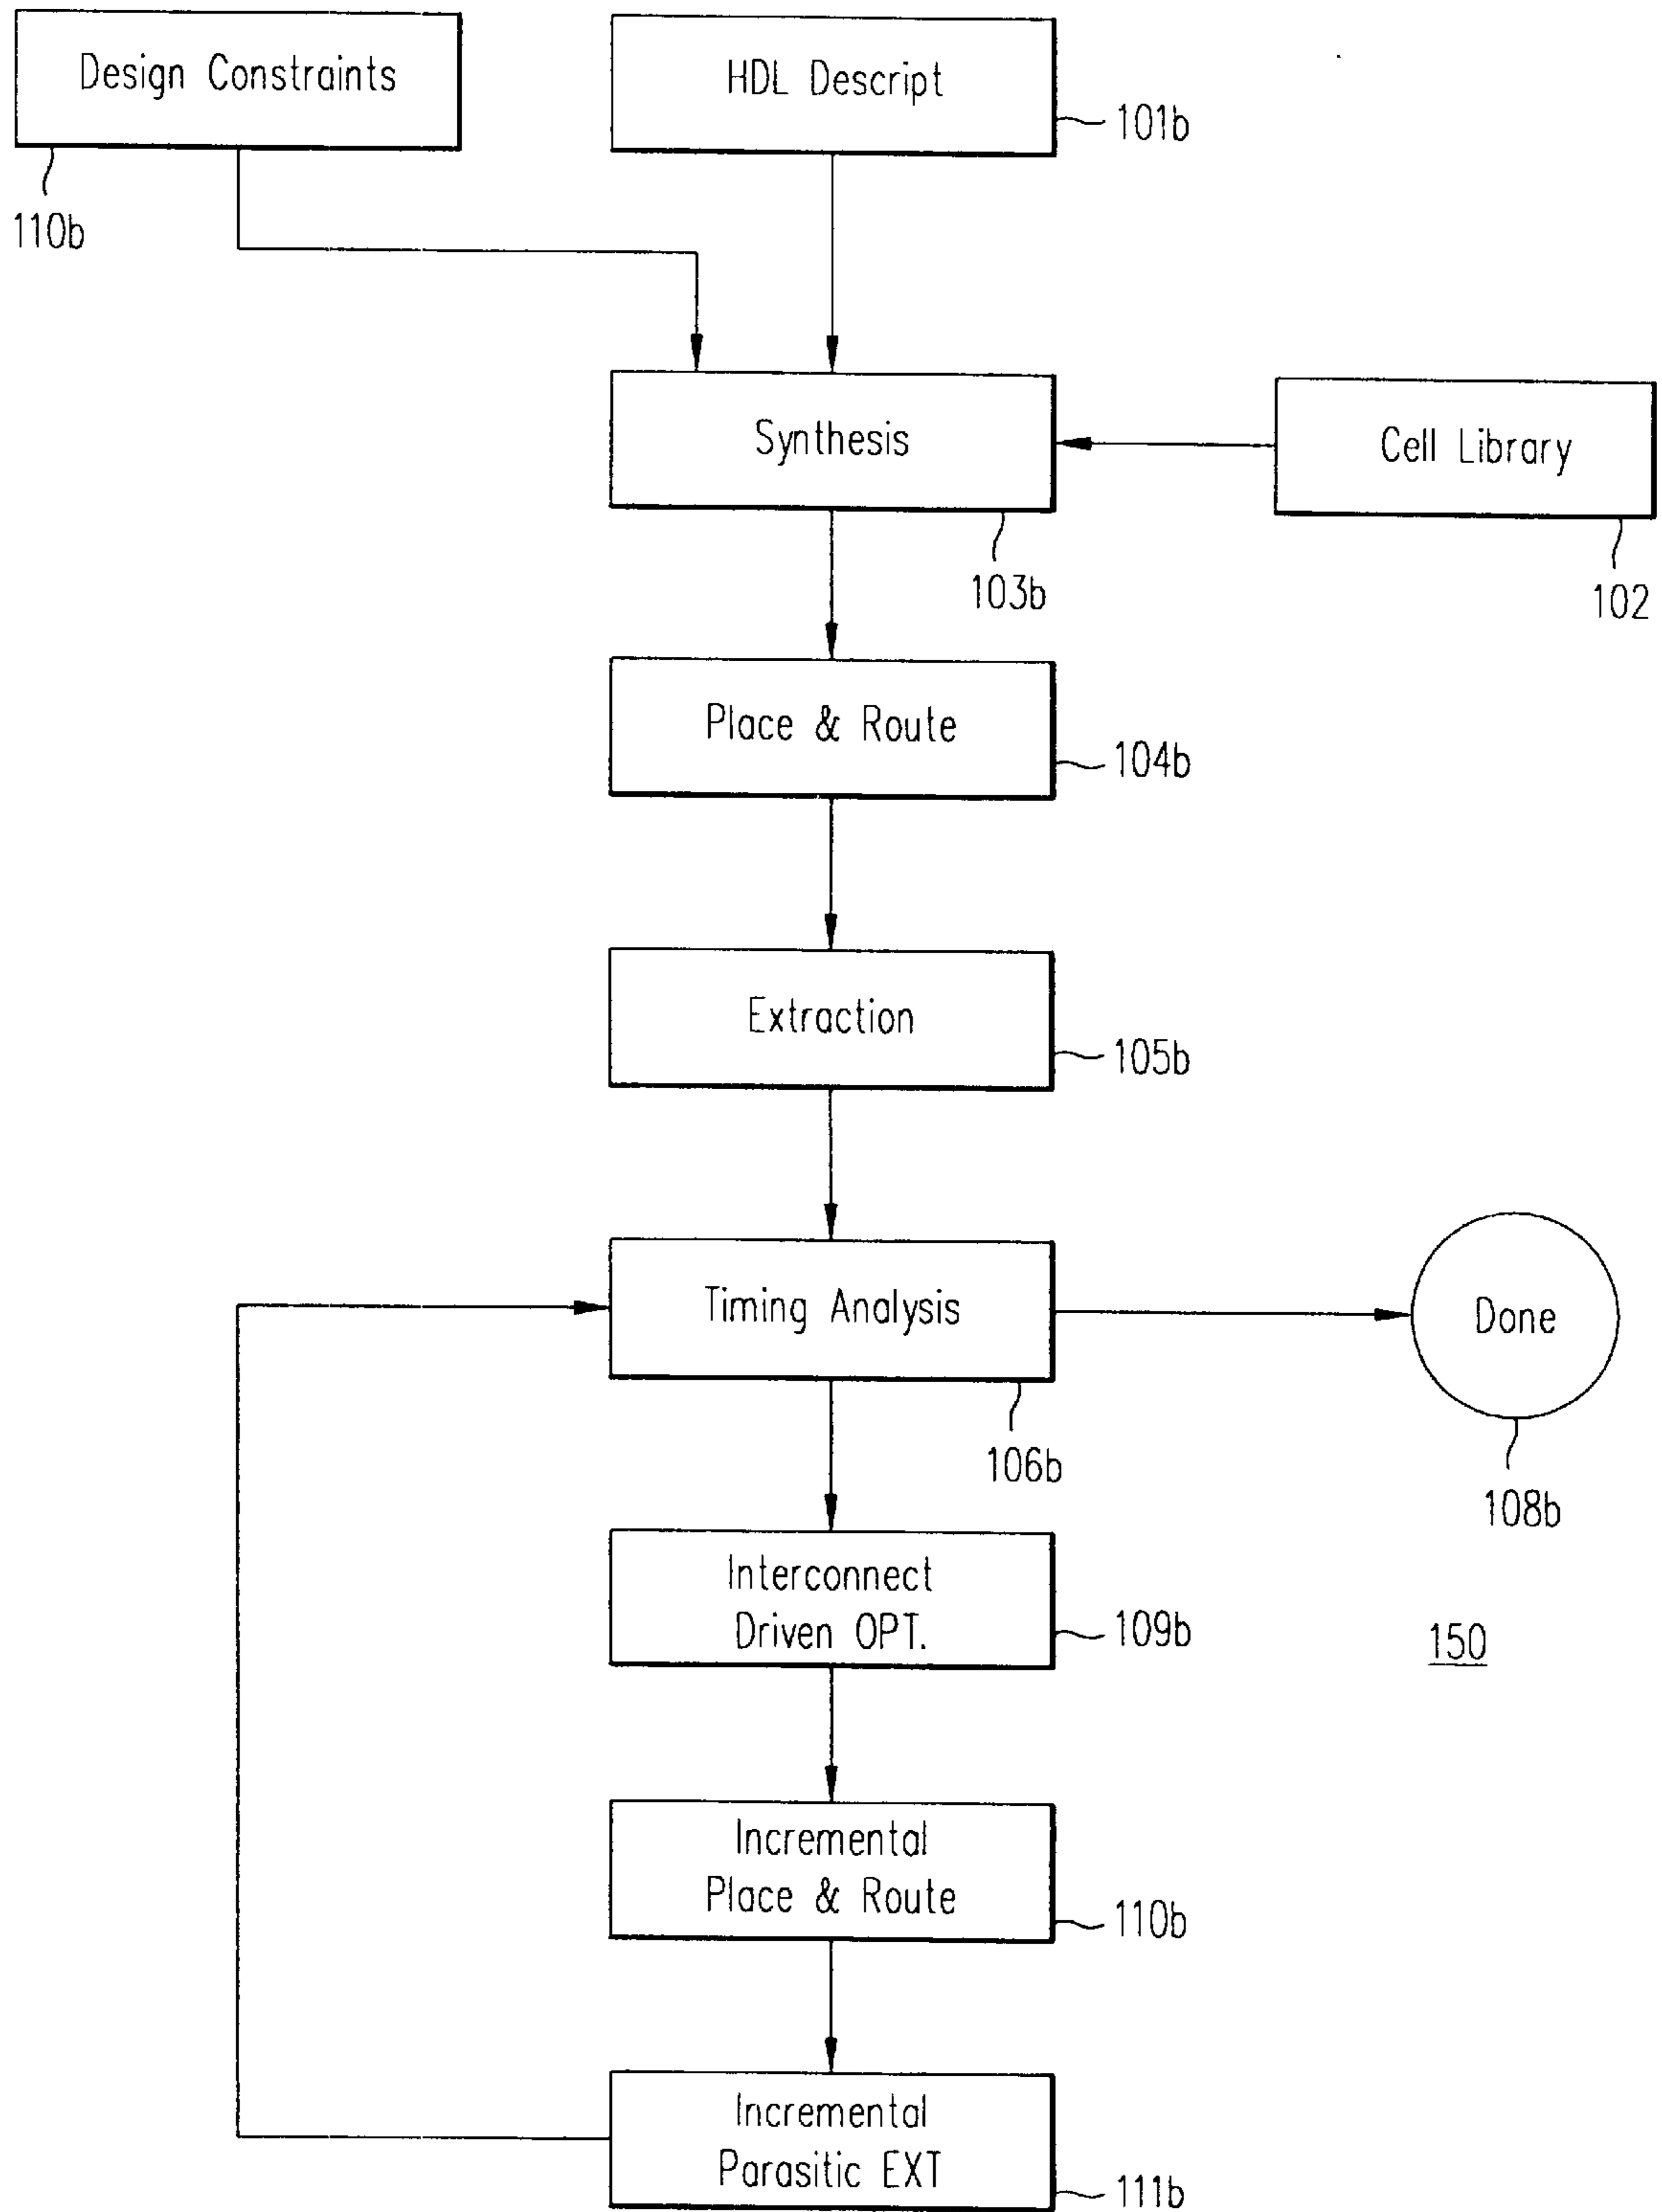 Design Constraints
110b
HDL Descript
101b
Synthesis
103b
Cell Library
102
Place & Route
104b
Extraction
105b
Timing Analysis
106b
Done
108b
Interconnect
Driven OPT.
109b
150
Incremental
Place & Route
110b
Incremental
Parasitic EXT
111b